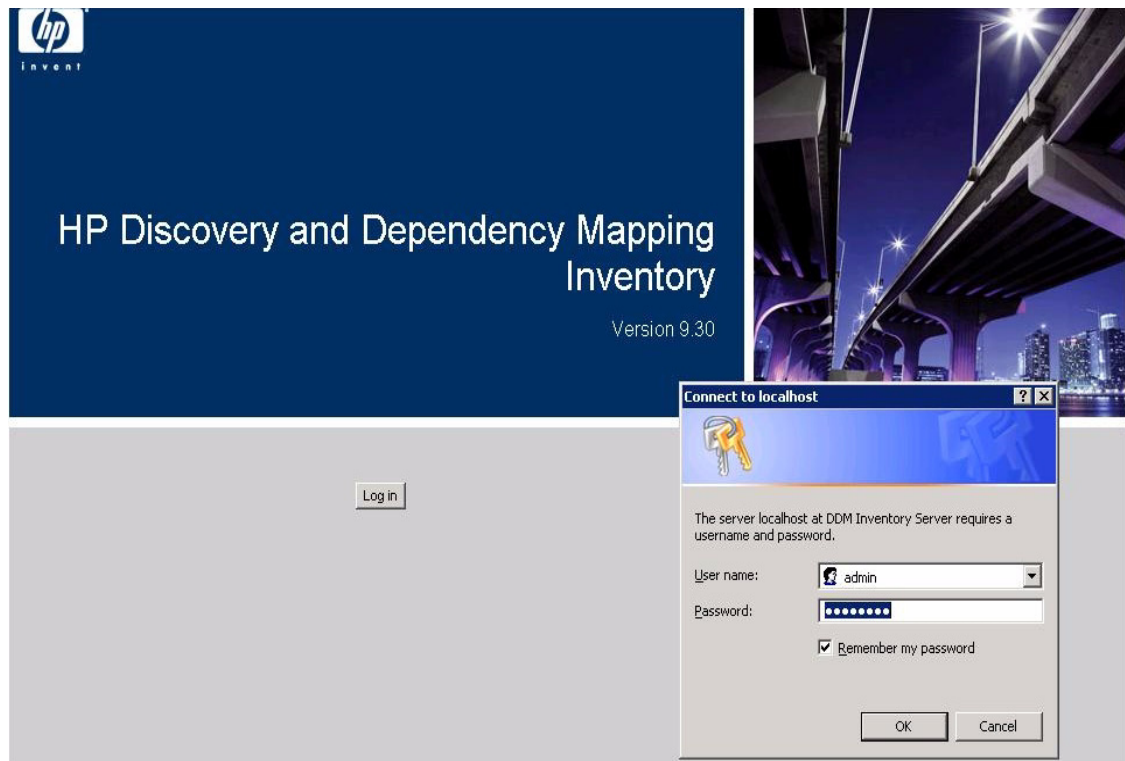 hp
invent
HP Discovery and Dependency Mapping
Inventory
Version 9.30
Log in
Connect to localhost
The server localhost at DDM Inventory Server requires a
username and password.
User name:
admin
Password:
Remember my password
OK
Cancel